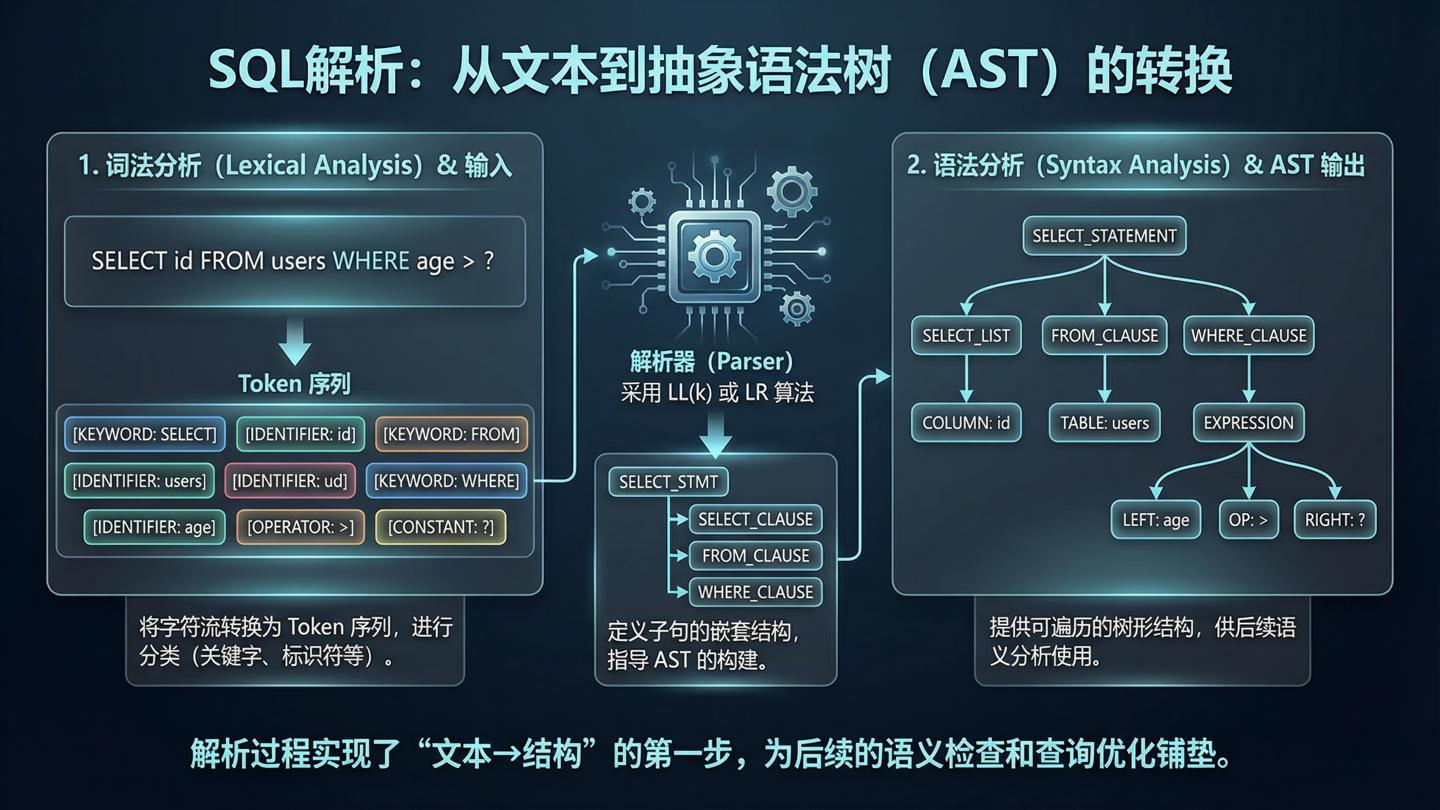 SQL解析：从文本到抽象语法树（AST）的转换
1. 词法分析（Lexical Analysis）& 输入
SELECT id FROM users WHERE age > ?
Token 序列
[KEYWORD: SELECT]
[IDENTIFIER: id]
[KEYWORD: FROM]
[IDENTIFIER: users]
[IDENTIFIER: ud]
[KEYWORD: WHERE]
[IDENTIFIER: age]
[OPERATOR: >]
[CONSTANT: ?]
将字符流转换为 Token 序列，进行
分类（关键字、标识符等）。
解析器（Parser）
采用 LL(k) 或 LR 算法
SELECT_STMT
SELECT_CLAUSE
FROM_CLAUSE
WHERE_CLAUSE
定义子句的嵌套结构，
指导 AST 的构建。
2. 语法分析（Syntax Analysis）& AST 输出
SELECT_STATEMENT
SELECT_LIST
FROM_CLAUSE
WHERE_CLAUSE
COLUMN: id
TABLE: users
EXPRESSION
LEFT: age
OP: >
RIGHT: ?
提供可遍历的树形结构，供后续语
义分析使用。
解析过程实现了“文本→结构”的第一步，为后续的语义检查和查询优化铺垫。